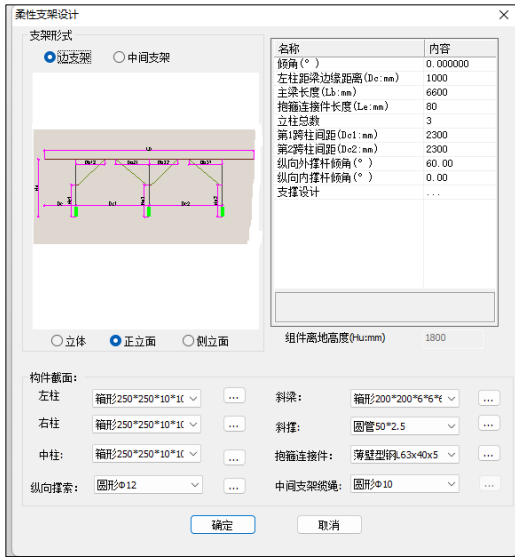 柔性支架设计
支架形式
边支架 中间支架
Lb
Dc Dc1 Dc2
立体 正立面 侧立面
名称 内容
倾角(° ) 0.000000
左柱距梁边缘距离(Dc:mm) 1000
主梁长度(Lb:mm) 6600
抱箍连接件长度(Le:mm) 80
立柱总数 3
第1跨柱间距(Dc1:mm) 2300
第2跨柱间距(Dc2:mm) 2300
纵向外撑杆倾角(° ) 60.00
纵向内撑杆倾角(° ) 0.00
支撑设计 ...
组件离地高度(Hu:mm) 1800
构件截面:
左柱 箱形250*250*10*1( ...
右柱 箱形250*250*10*1( ...
中柱: 箱形250*250*10*1( ...
纵向撑索: 圆形Φ12 ...
斜梁: 箱形200*200*6*6*6 ...
斜撑: 圆管50*2.5 ...
抱箍连接件: 薄壁型钢L63x40x5 ...
中间支架缆绳: 圆形Φ10 ...
确定 取消